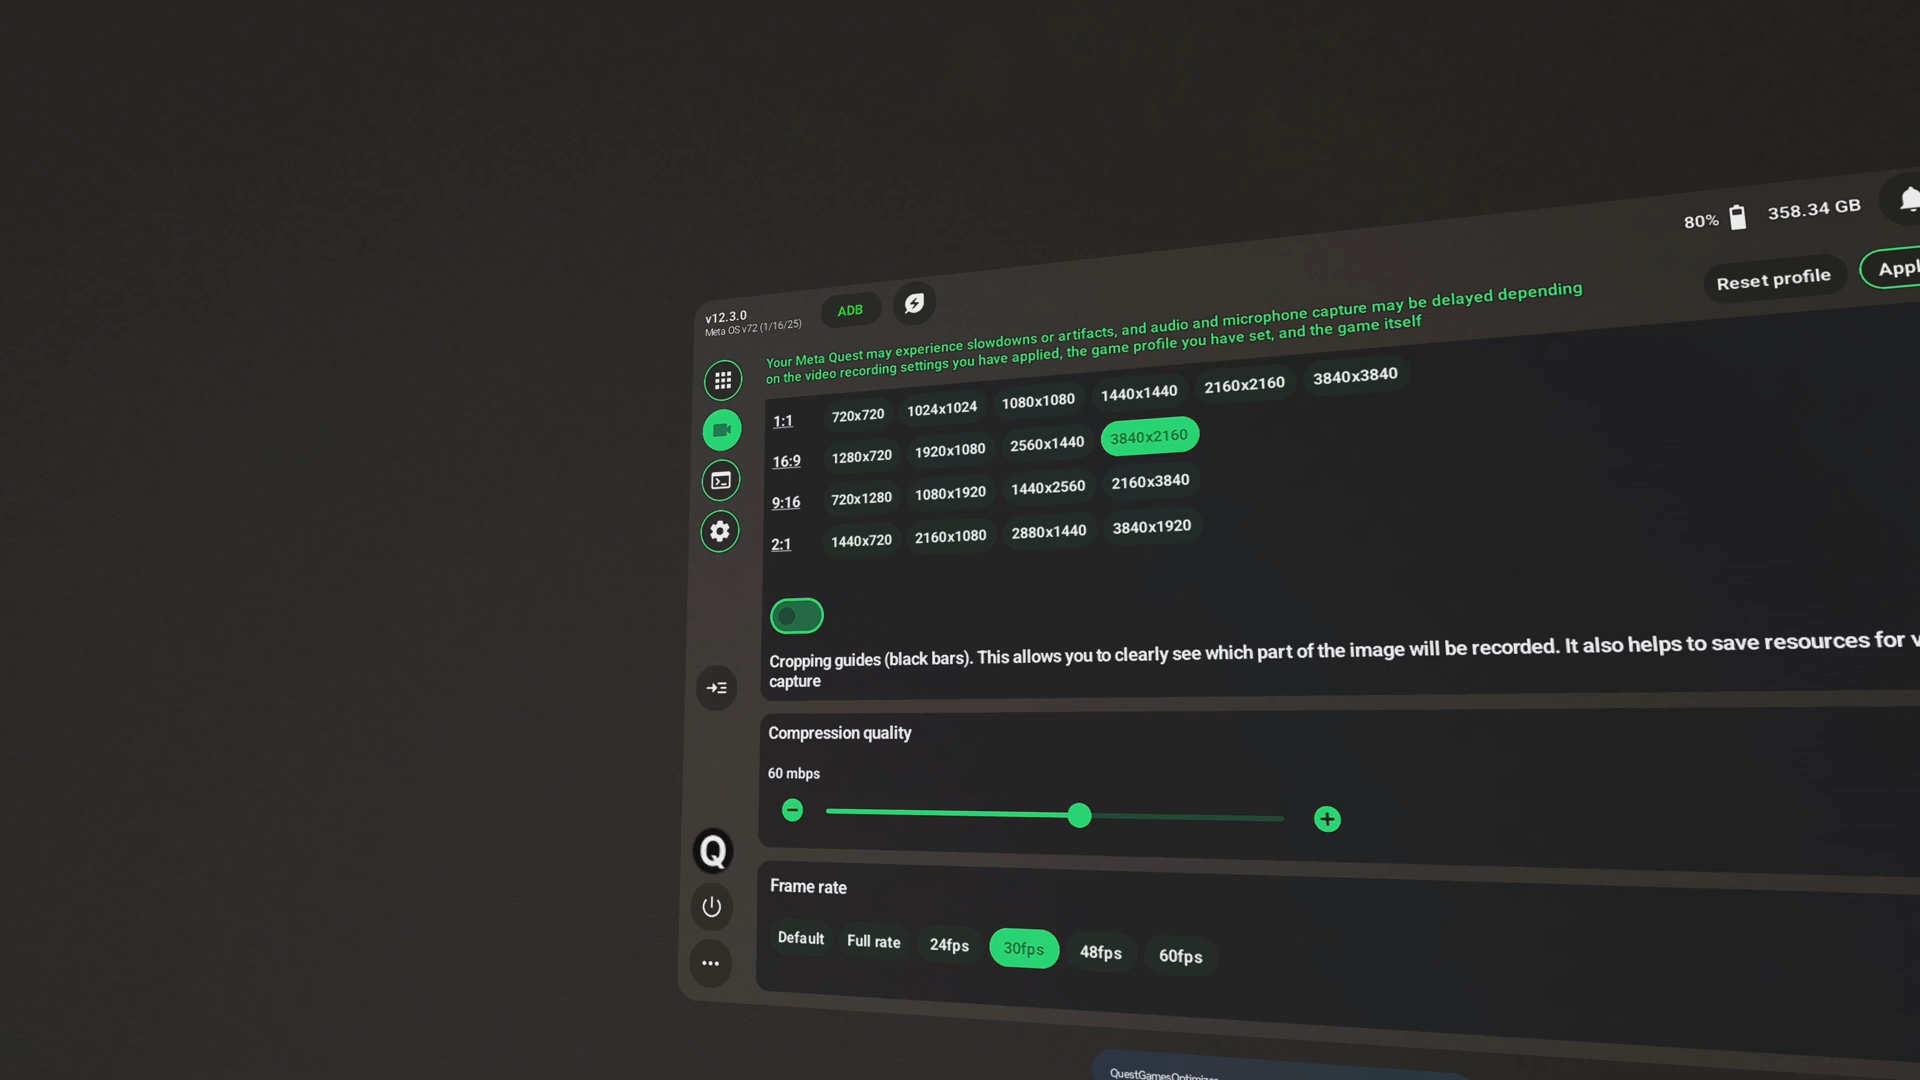 80%
358.34 GB
Reset profile
v12.3.0
Meta OS v72 (1/16/25)
ADB
Your Meta Quest may experience slowdowns or artifacts, and audio and microphone capture may be delayed depending
on the video recording settings you have applied, the game profile you have set, and the game itself
1:1 720x720 1024x1024 1080x1080 1440x1440 2160x2160 3840x3840
16:9 1280x720 1920x1080 2560x1440 3840x2160
9:16 720x1280 1080x1920 1440x2560 2160x3840
2:1 1440x720 2160x1080 2880x1440 3840x1920
Cropping guides (black bars). This allows you to clearly see which part of the image will be recorded. It also helps to save resources for
capture
Compression quality
60 mbps
Q
Frame rate
Default Full rate 24fps 30fps 48fps 60fps